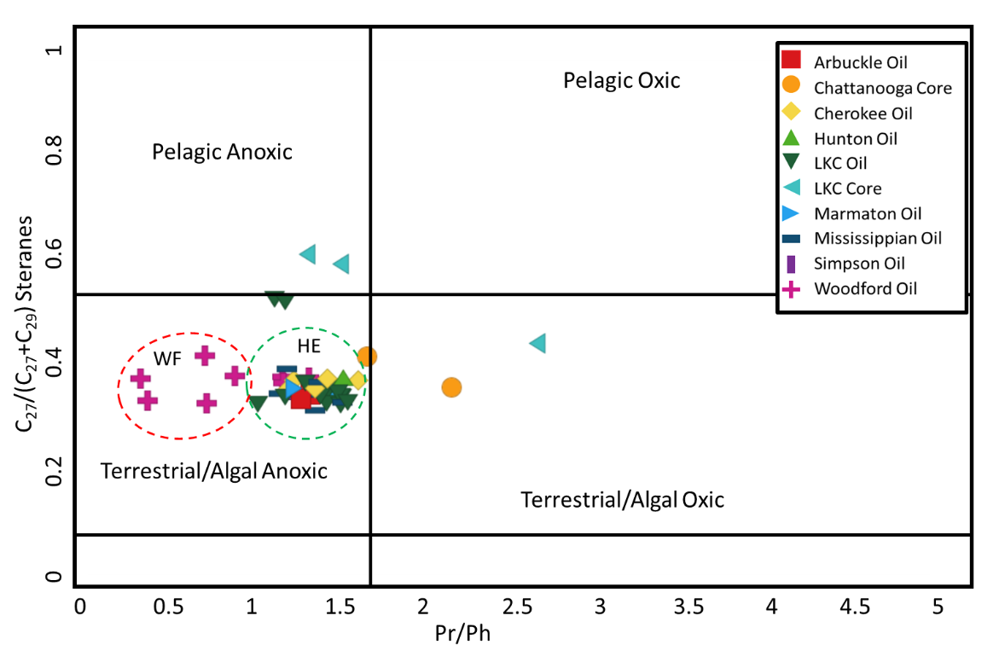 1
0.8
0.6
0.4
0.2
0
C₂₇/(C₂₇+C₂₉) Steranes
Pelagic Anoxic
Pelagic Oxic
WF
HE
Terrestrial/Algal Anoxic
Terrestrial/Algal Oxic
Arbuckle Oil
Chattanooga Core
Cherokee Oil
Hunton Oil
LKC Oil
LKC Core
Marmaton Oil
Mississippian Oil
Simpson Oil
Woodford Oil
0 0.5 1 1.5 2 2.5 3 3.5 4 4.5 5
Pr/Ph